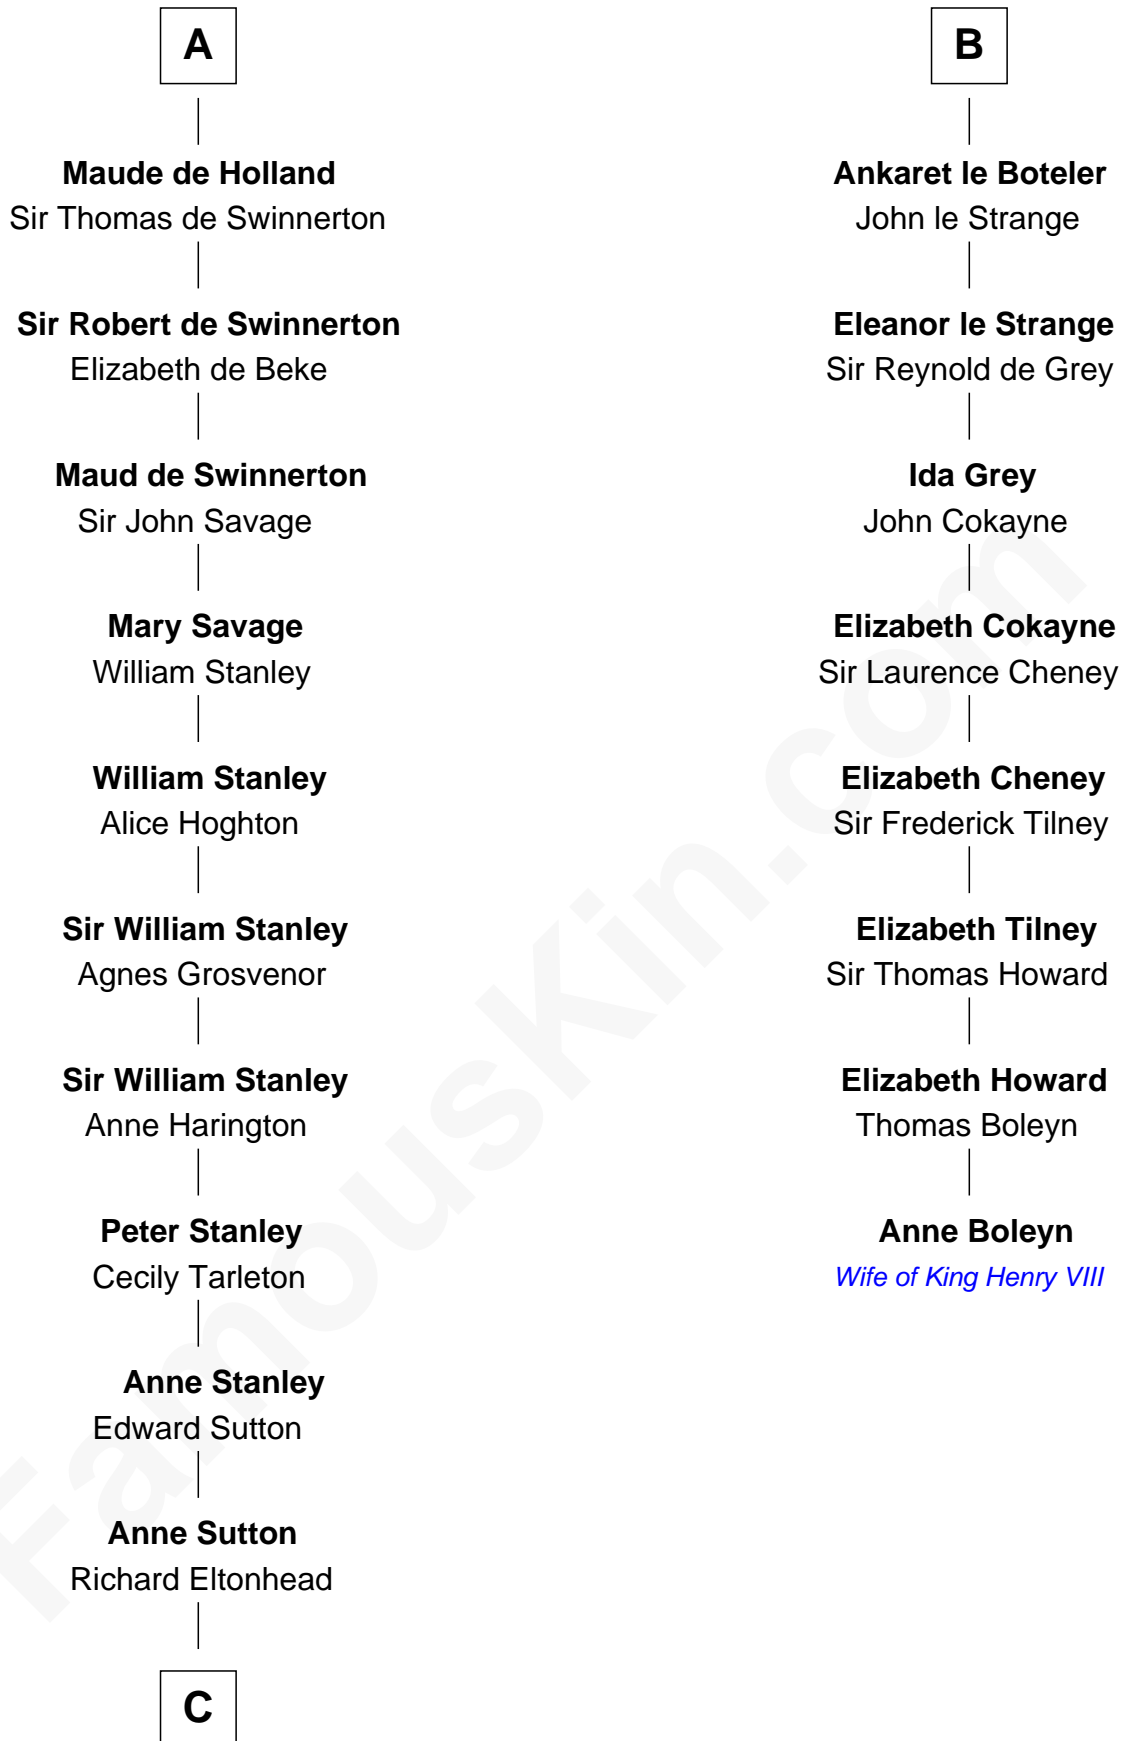 A
Maude de Holland
Sir Thomas de Swinnerton
Sir Robert de Swinnerton
Elizabeth de Beke
Maud de Swinnerton
Sir John Savage
Mary Savage
William Stanley
William Stanley
Alice Hoghton
Sir William Stanley
Agnes Grosvenor
Sir William Stanley
Anne Harington
Peter Stanley
Cecily Tarleton
Anne Stanley
Edward Sutton
Anne Sutton
Richard Eltonhead
C
B
Ankaret le Boteler
John le Strange
Eleanor le Strange
Sir Reynold de Grey
Ida Grey
John Cokayne
Elizabeth Cokayne
Sir Laurence Cheney
Elizabeth Cheney
Sir Frederick Tilney
Elizabeth Tilney
Sir Thomas Howard
Elizabeth Howard
Thomas Boleyn
Anne Boleyn
Wife of King Henry VIII
FamousKin.com